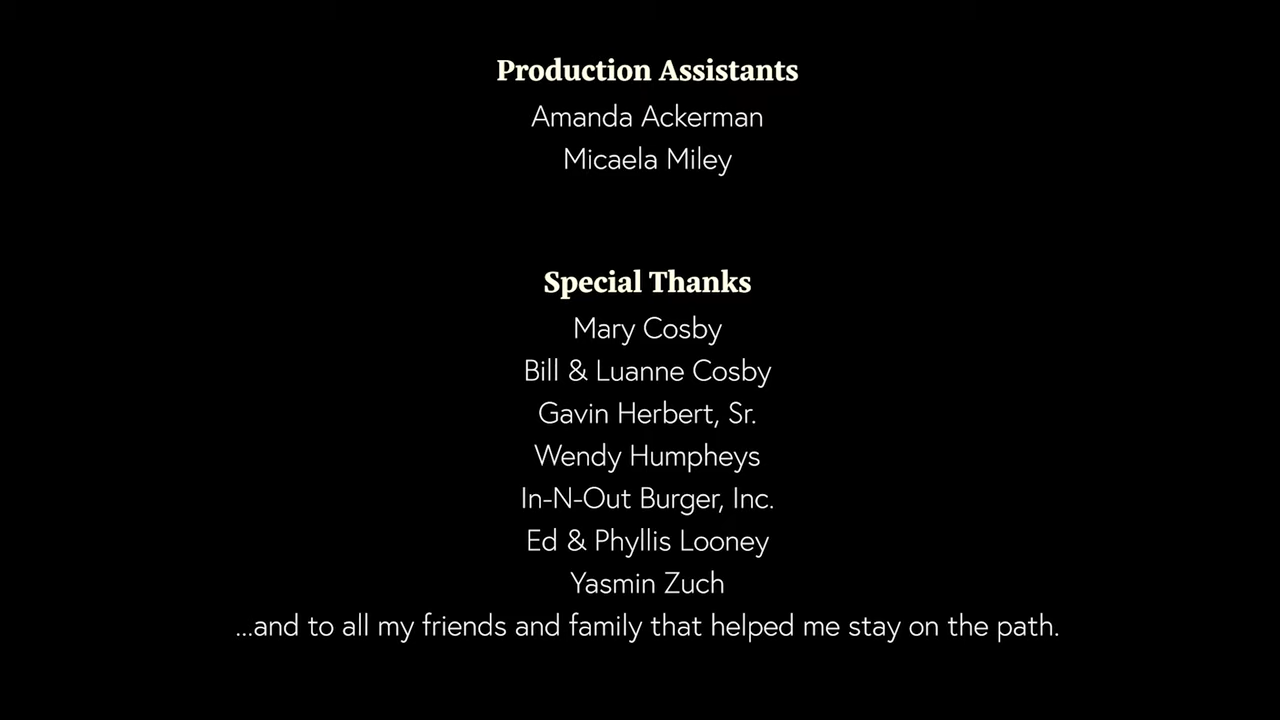 Production Assistants
Amanda Ackerman
Micaela Miley
Special Thanks
Mary Cosby
Bill & Luanne Cosby
Gavin Herbert, Sr.
Wendy Humpheys
In-N-Out Burger, Inc.
Ed & Phyllis Looney
Yasmin Zuch
...and to all my friends and family that helped me stay on the path.